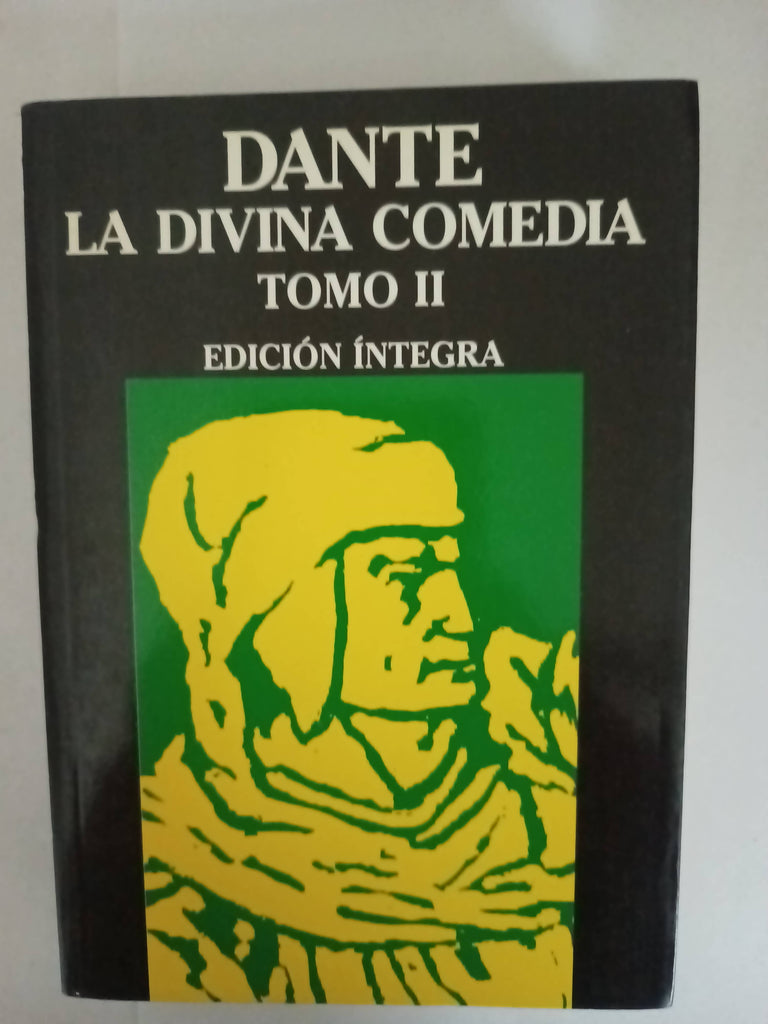 DANTE
LA DIVINA COMEDIA
TOMO II
EDICIÓN ÍNTEGRA